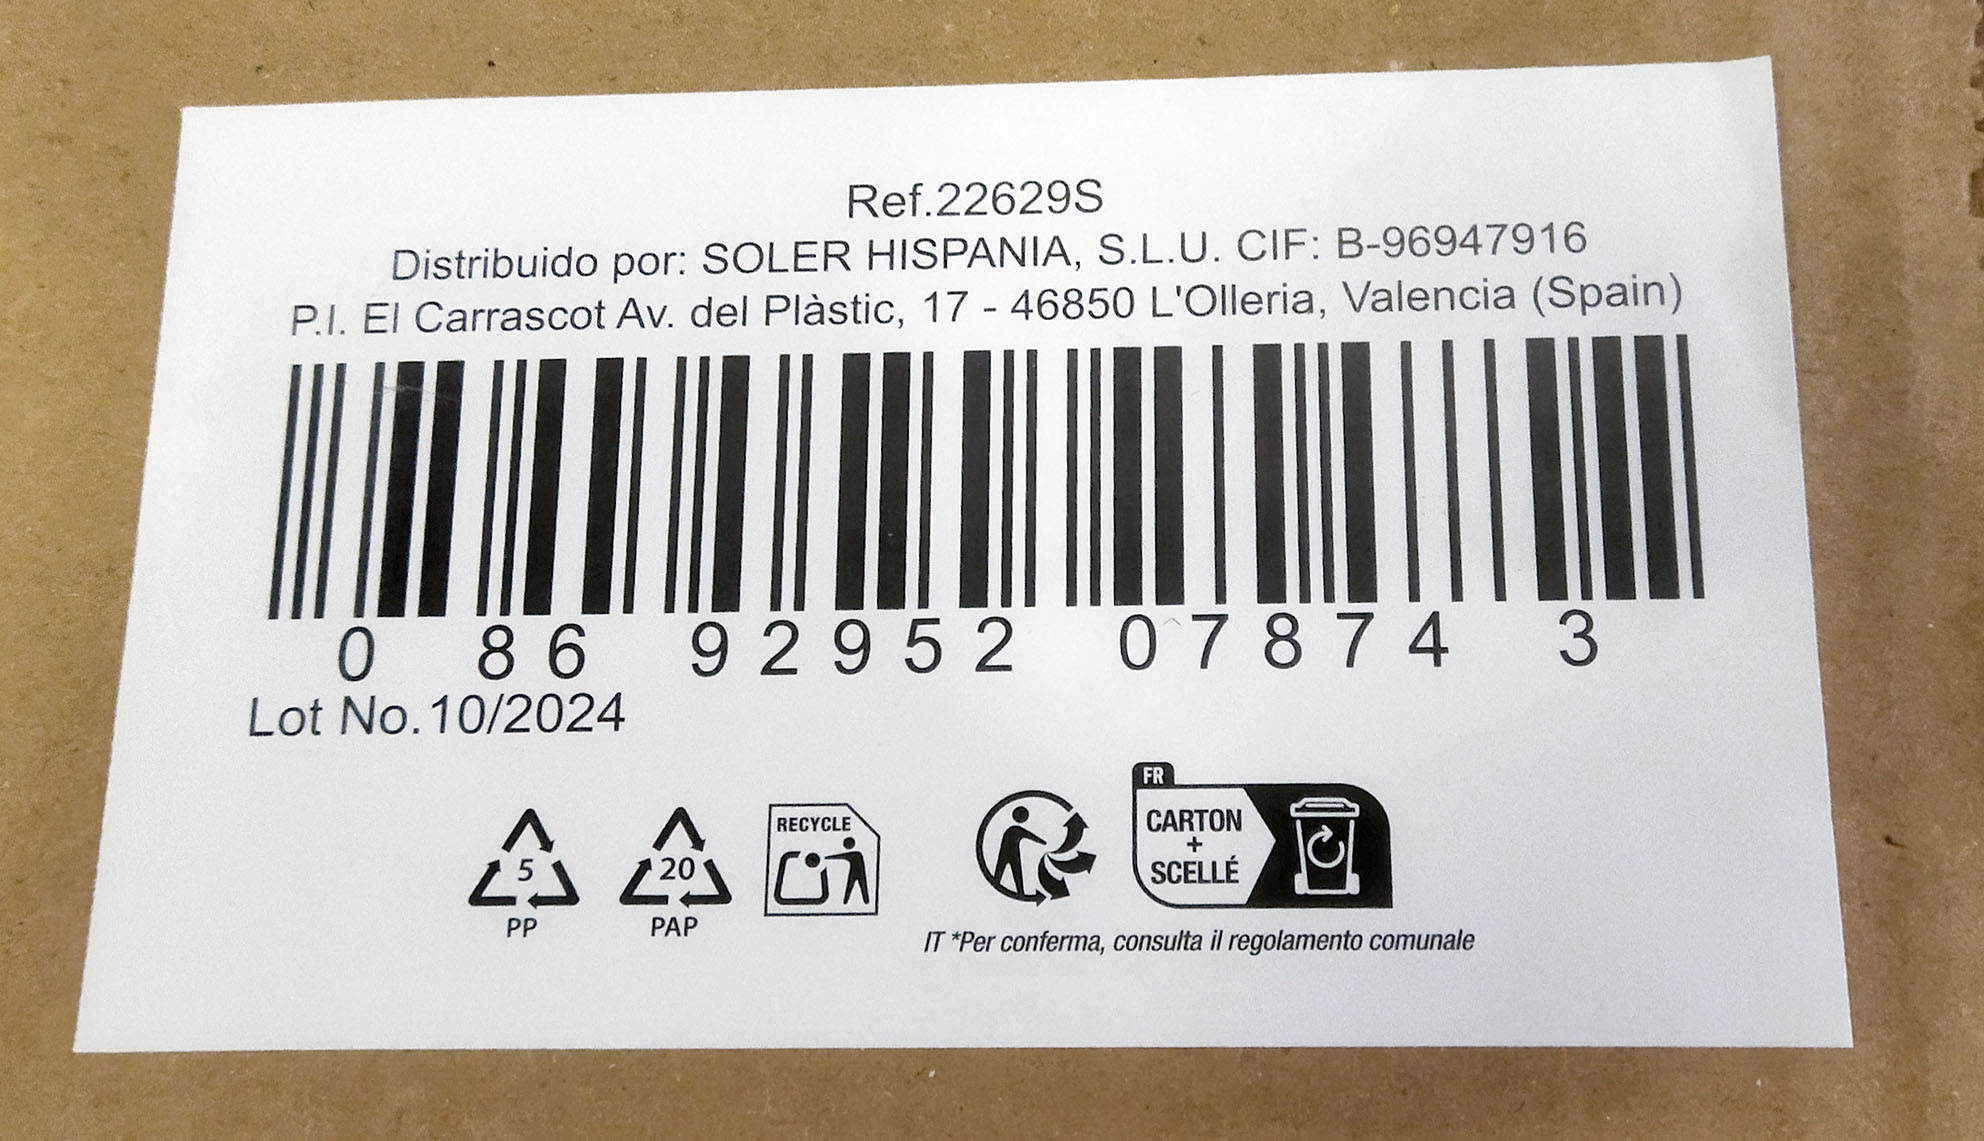 Ref.22629S
Distribuido por: SOLER HISPANIA, S.L.U. CIF: B-96947916
P.I. El Carrascot Av. del Plàstic, 17 - 46850 L'Olleria, Valencia (Spain)
0 86 92952 07874 3
Lot No.10/2024
5
PP
20
PAP
RECYCLE
FR
CARTON
+
SCELLÉ
IT *Per conferma, consulta il regolamento comunale